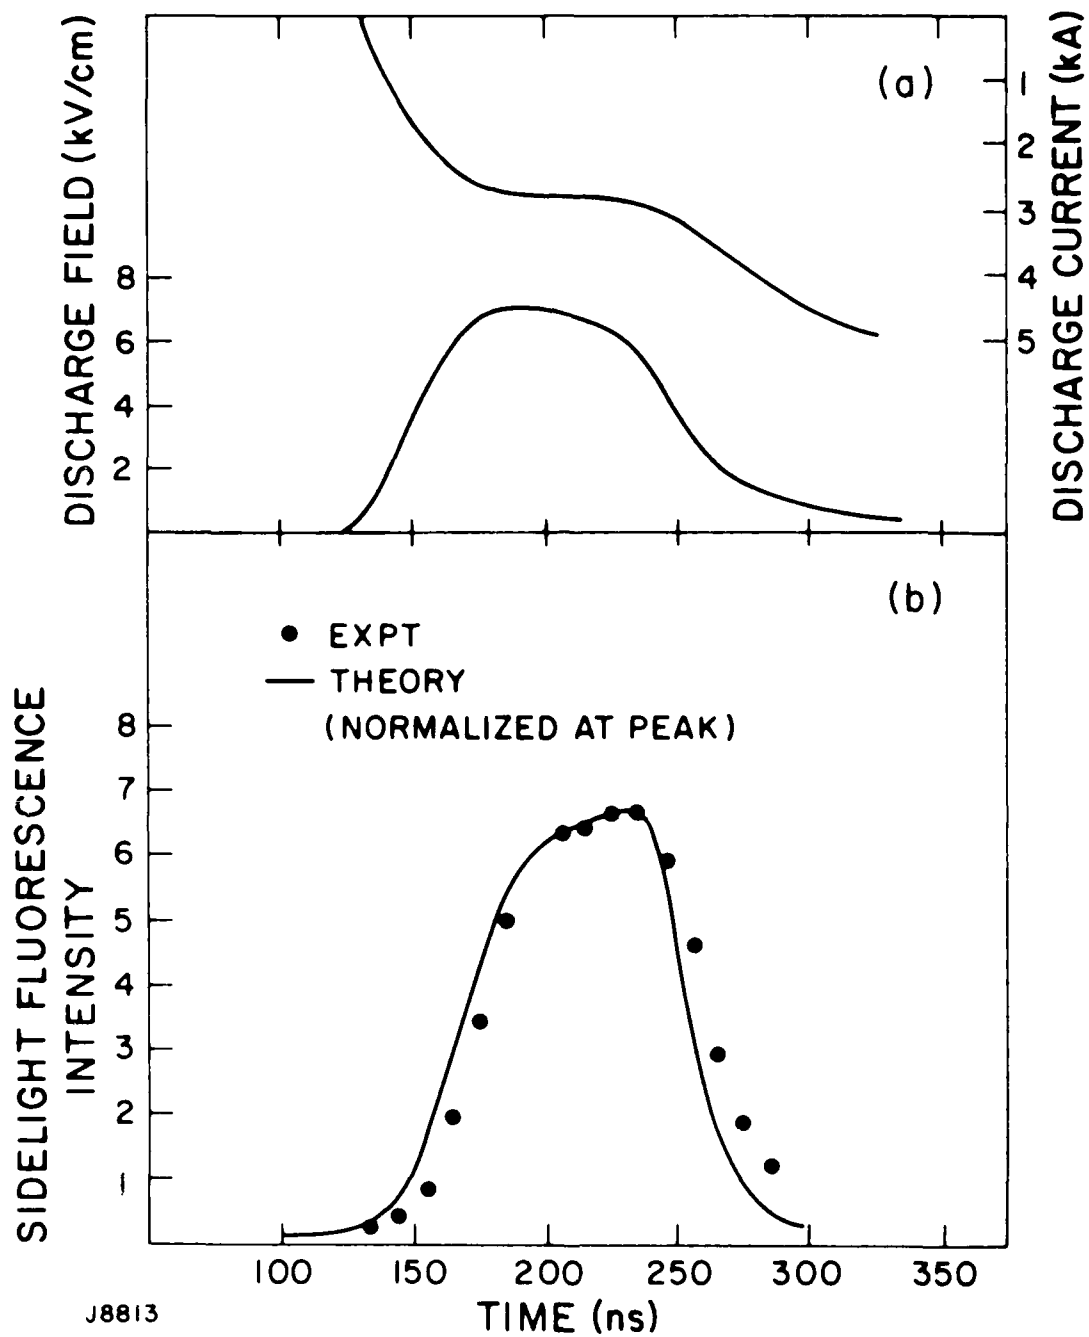 DISCHARGE FIELD (kV/cm)
8
6
4
2
(a)
1
2
3
4
5
DISCHARGE CURRENT (kA)
(b)
EXPT
THEORY
(NORMALIZED AT PEAK)
SIDELIGHT FLUORESCENCE
INTENSITY
8
7
6
5
4
3
2
1
100 150 200 250 300 350
TIME (ns)
J8813